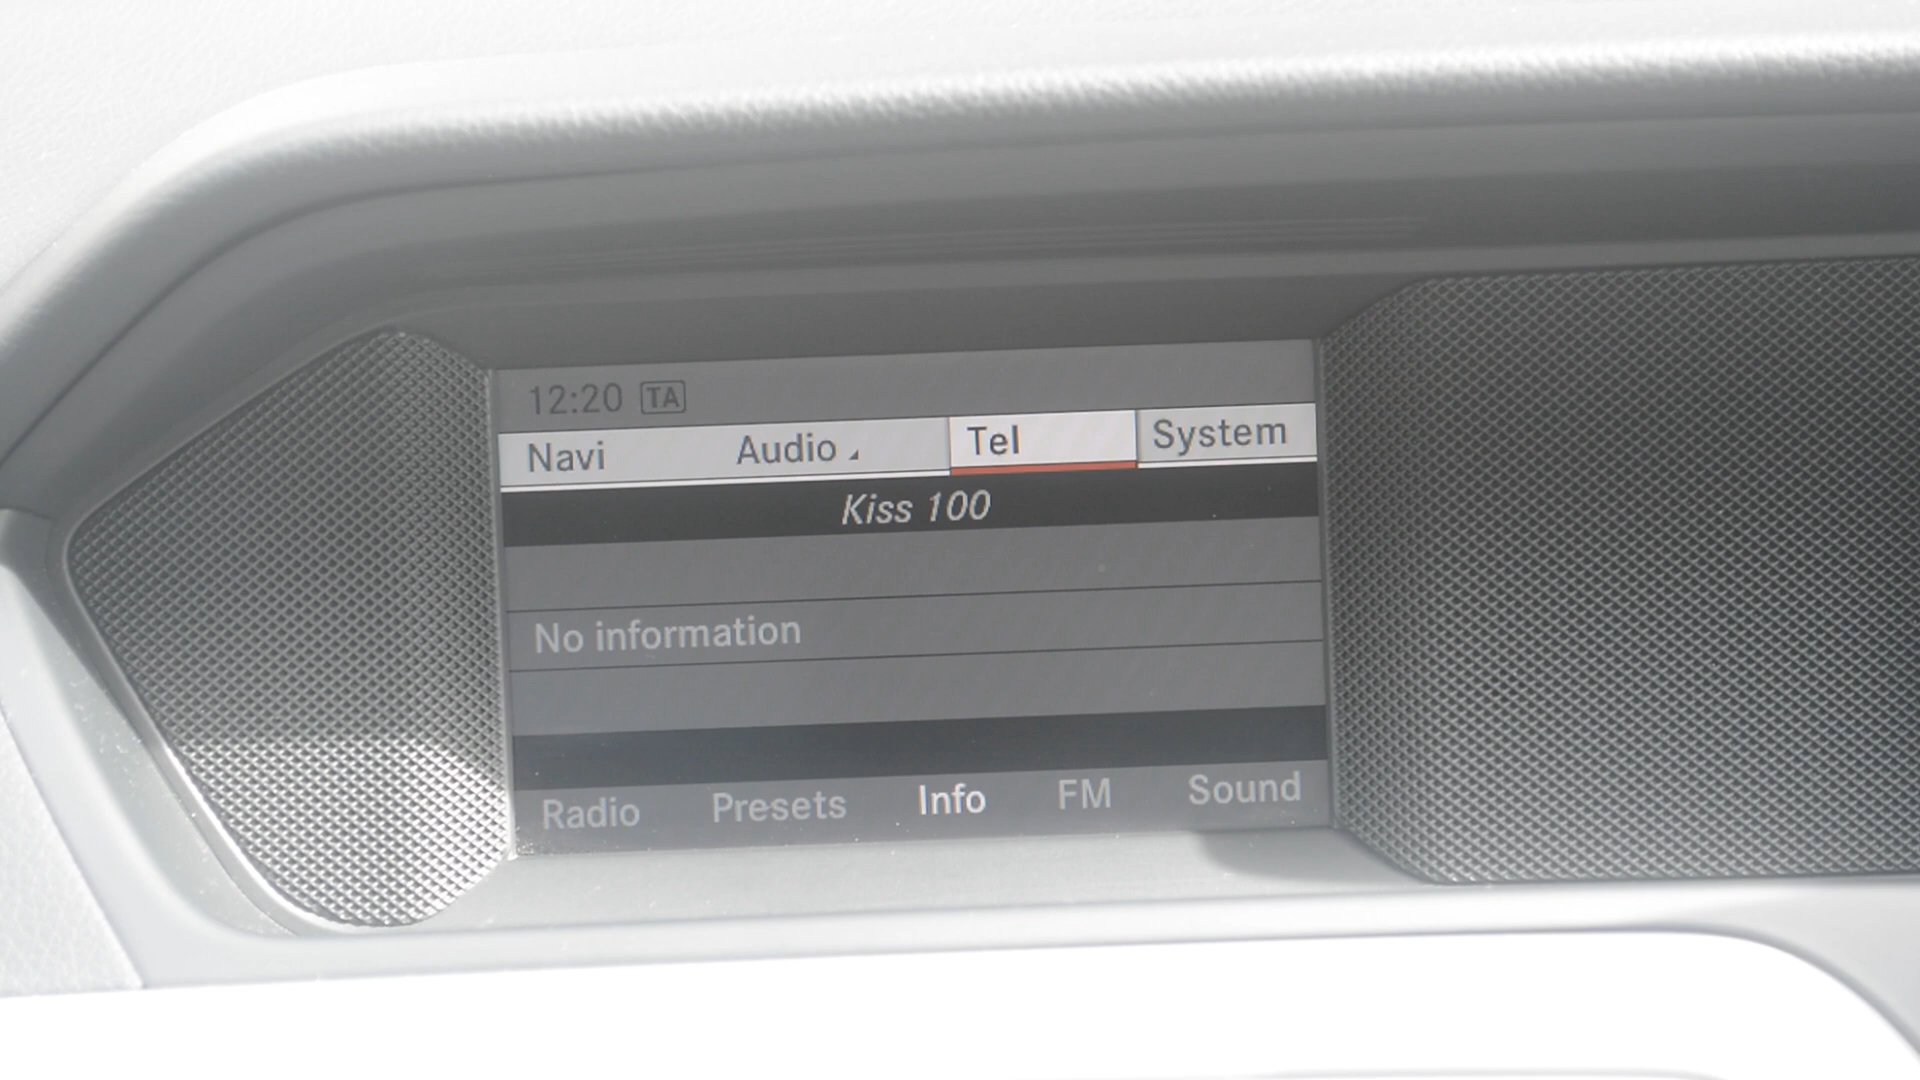 12:20 TA
Navi Audio Tel System
Kiss 100
No information
Radio Presets Info FM Sound